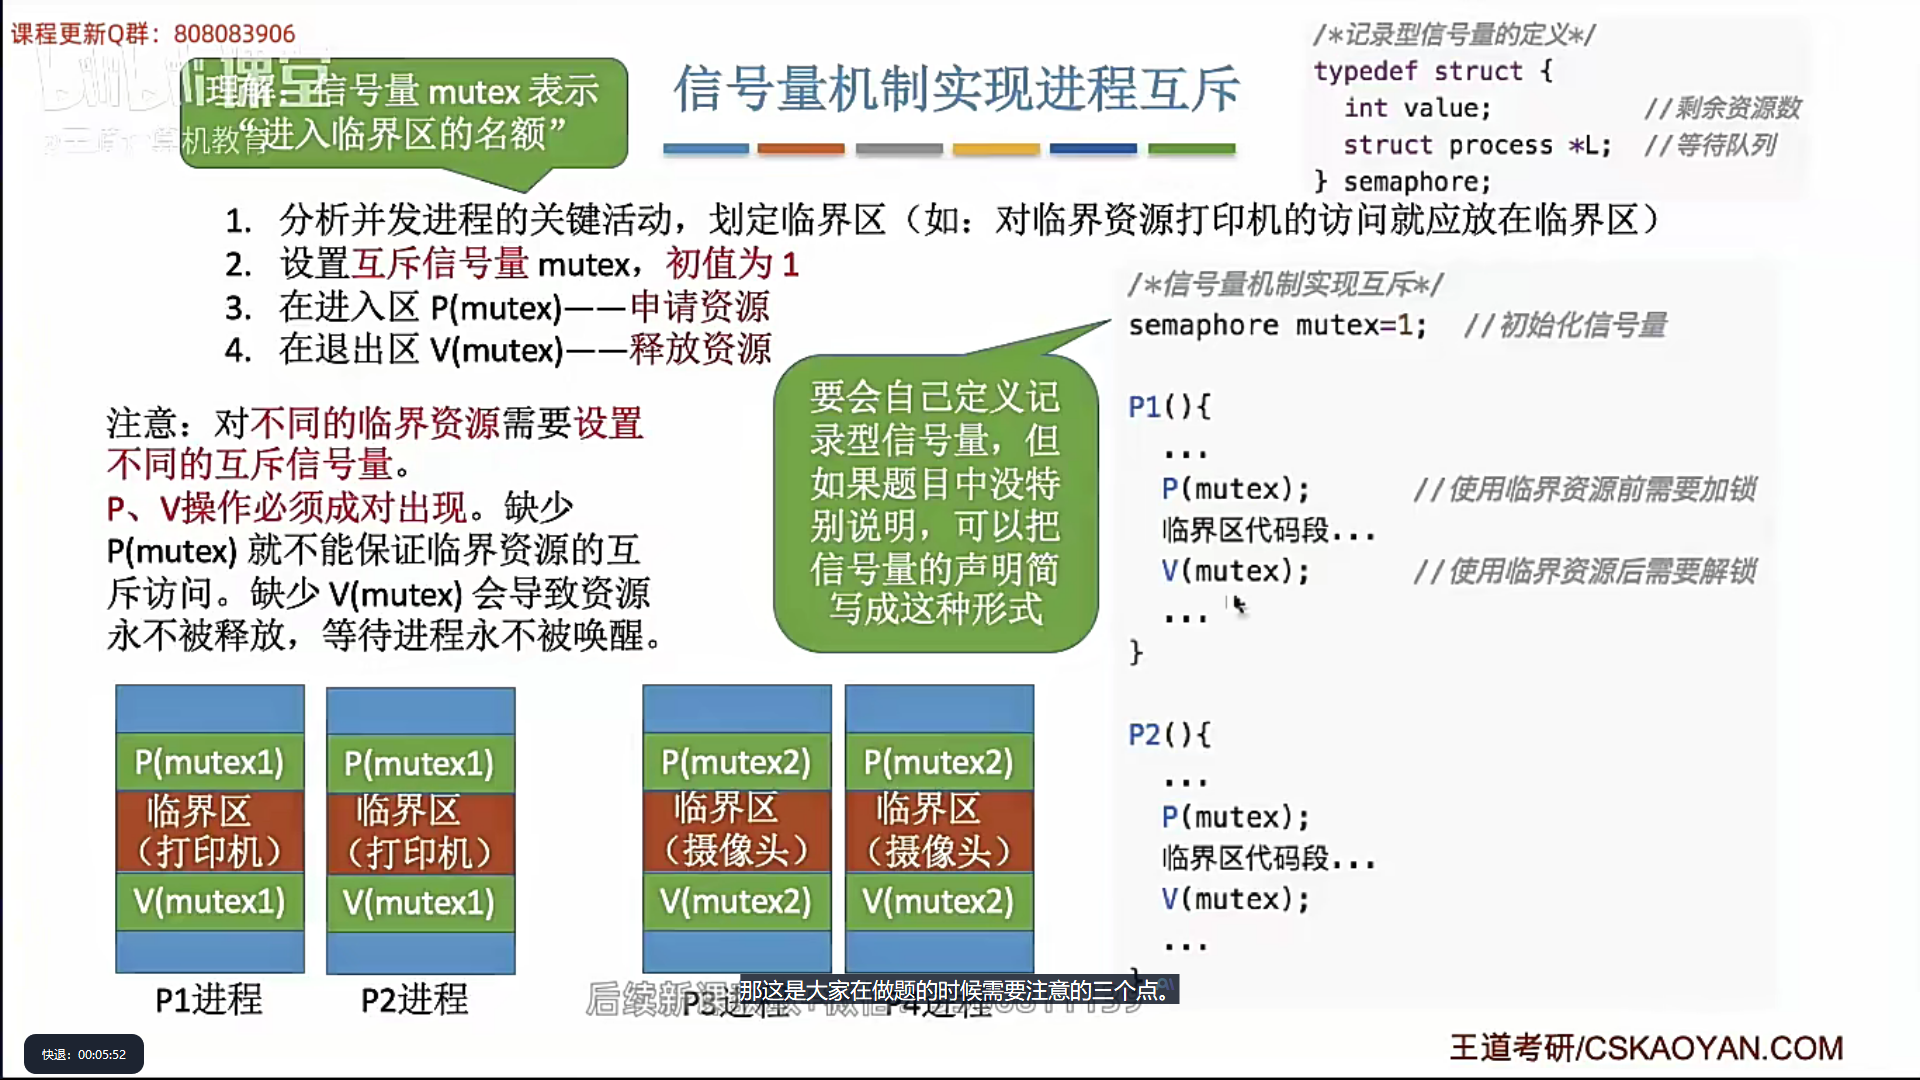 课程更新Q群：808083906
课堂
机教育
理解：信号量 mutex 表示
“进入临界区的名额”
信号量机制实现进程互斥
/*记录型信号量的定义*/
typedef struct {
int value; //剩余资源数
struct process *L; //等待队列
} semaphore;
1. 分析并发进程的关键活动，划定临界区（如：对临界资源打印机的访问就应放在临界区）
2. 设置互斥信号量 mutex，初值为 1
3. 在进入区 P(mutex)——申请资源
4. 在退出区 V(mutex)——释放资源
注意：对不同的临界资源需要设置
不同的互斥信号量。
P、V操作必须成对出现。缺少
P(mutex) 就不能保证临界资源的互
斥访问。缺少 V(mutex) 会导致资源
永不被释放，等待进程永不被唤醒。
要会自己定义记
录型信号量，但
如果题目中没特
别说明，可以把
信号量的声明简
写成这种形式
/*信号量机制实现互斥*/
semaphore mutex=1; //初始化信号量
P1(){
...
P(mutex); //使用临界资源前需要加锁
临界区代码段...
V(mutex); //使用临界资源后需要解锁
...
}
P2(){
...
P(mutex);
临界区代码段...
V(mutex);
...
}
P(mutex1)
临界区
（打印机）
V(mutex1)
P1进程
P(mutex1)
临界区
（打印机）
V(mutex1)
P2进程
P(mutex2)
临界区
（摄像头）
V(mutex2)
P3进程
P(mutex2)
临界区
（摄像头）
V(mutex2)
P4进程
后续新课
那这是大家在做题的时候需要注意的三个点。
快退：00:05:52
王道考研/CSKAOYAN.COM